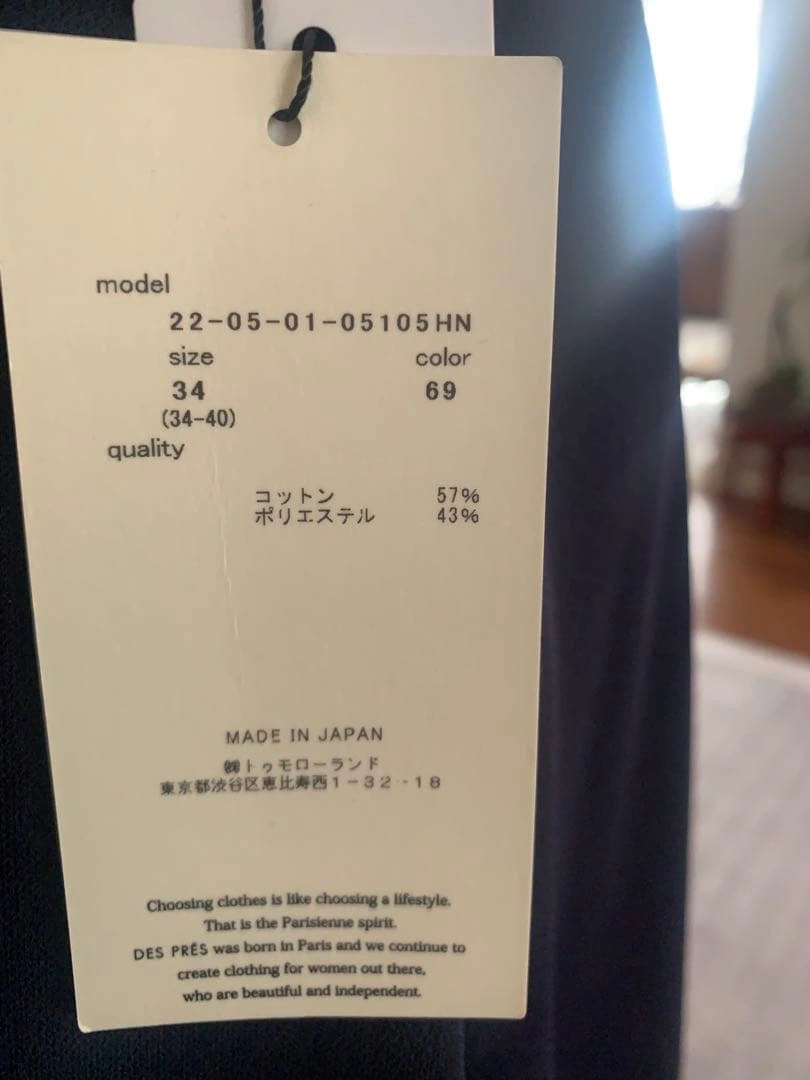 model
22-05-01-05105HN
size color
34 69
(34-40)
quality
コットン 57%
ポリエステル 43%
MADE IN JAPAN
㈱トゥモローランド
東京都渋谷区恵比寿西1-32-18
Choosing clothes is like choosing a lifestyle.
That is the Parisienne spirit.
DES PRÉS was born in Paris and we continue to
create clothing for women out there,
who are beautiful and independent.